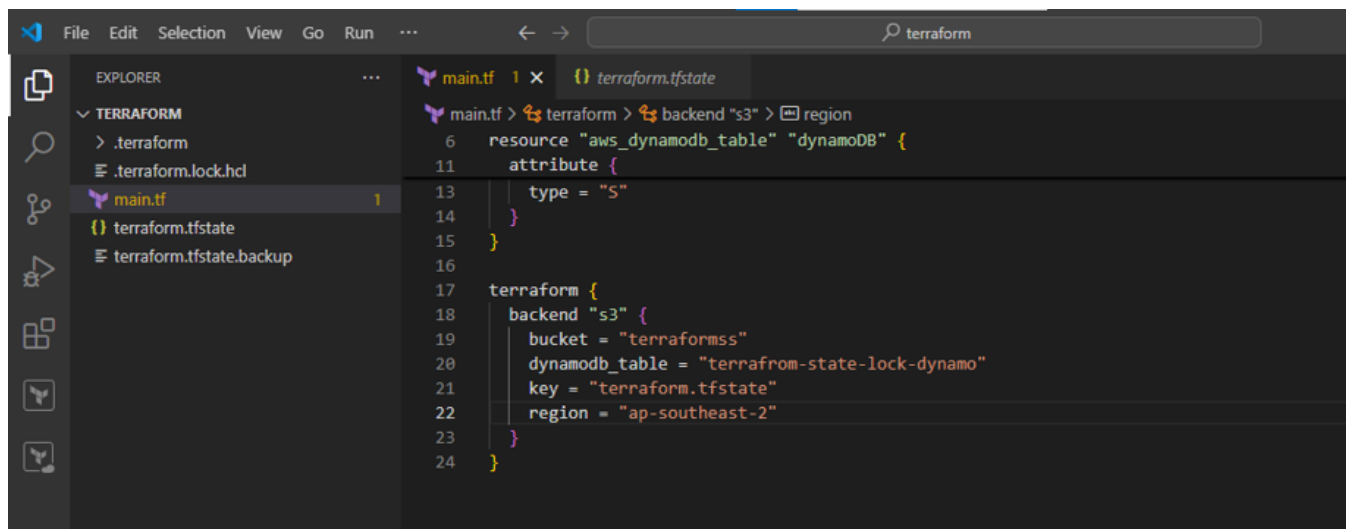 File Edit Selection View Go Run ··· ← → terraform
EXPLORER ···
TERRAFORM
.terraform
.terraform.lock.hcl
main.tf 1
{} terraform.tfstate
terraform.tfstate.backup
main.tf 1 × {} terraform.tfstate
main.tf > terraform > backend "s3" > abc region
6 resource "aws_dynamodb_table" "dynamoDB" {
11 attribute {
13 type = "S"
14 }
15 }
16
17 terraform {
18 backend "s3" {
19 bucket = "terraformss"
20 dynamodb_table = "terrafrom-state-lock-dynamo"
21 key = "terraform.tfstate"
22 region = "ap-southeast-2"
23 }
24 }